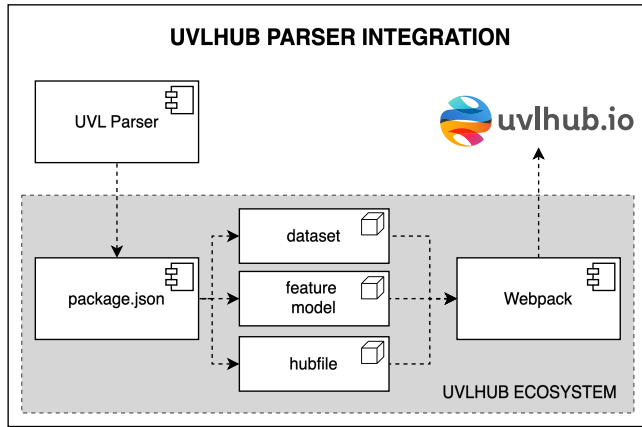 UVLHUB PARSER INTEGRATION
UVL Parser
uvlhub.io
dataset
package.json
feature
model
Webpack
hubfile
UVLHUB ECOSYSTEM